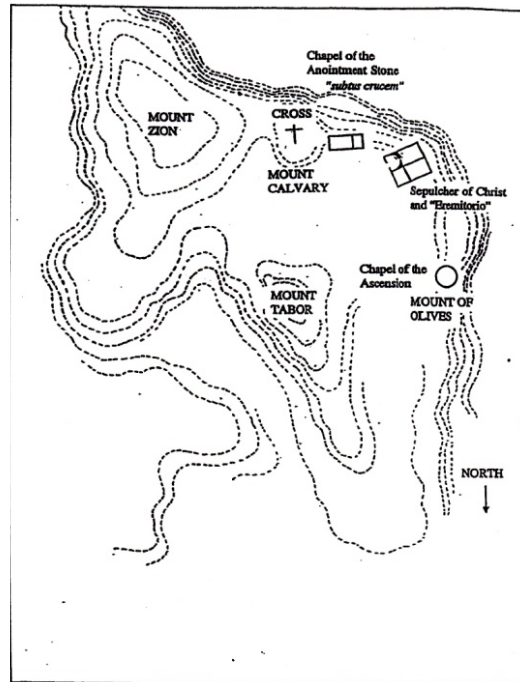 Chapel of the
Anointment Stone
"subtus crucem"
MOUNT
ZION
CROSS
MOUNT
CALVARY
Sepulcher of Christ
and "Eremitorio"
Chapel of the
Ascension
MOUNT OF
OLIVES
MOUNT
TABOR
NORTH